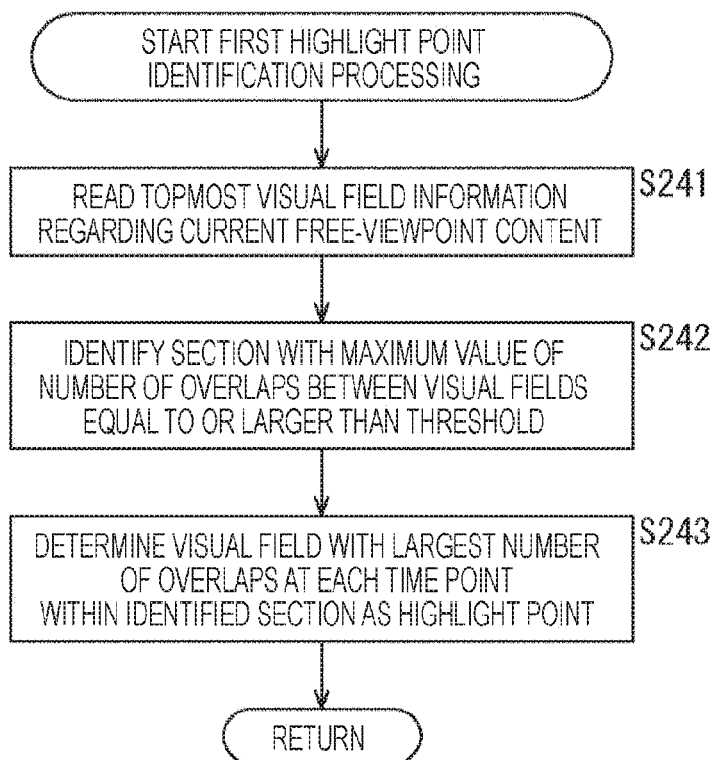 START FIRST HIGHLIGHT POINT
IDENTIFICATION PROCESSING
S241
READ TOPMOST VISUAL FIELD INFORMATION
REGARDING CURRENT FREE-VIEWPOINT CONTENT
S242
IDENTIFY SECTION WITH MAXIMUM VALUE OF
NUMBER OF OVERLAPS BETWEEN VISUAL FIELDS
EQUAL TO OR LARGER THAN THRESHOLD
S243
DETERMINE VISUAL FIELD WITH LARGEST NUMBER
OF OVERLAPS AT EACH TIME POINT
WITHIN IDENTIFIED SECTION AS HIGHLIGHT POINT
RETURN